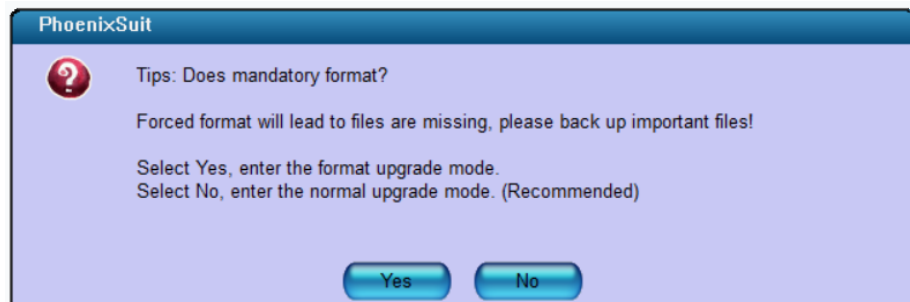 PhoenixSuit
Tips: Does mandatory format?
Forced format will lead to files are missing, please back up important files!
Select Yes, enter the format upgrade mode.
Select No, enter the normal upgrade mode. (Recommended)
Yes
No